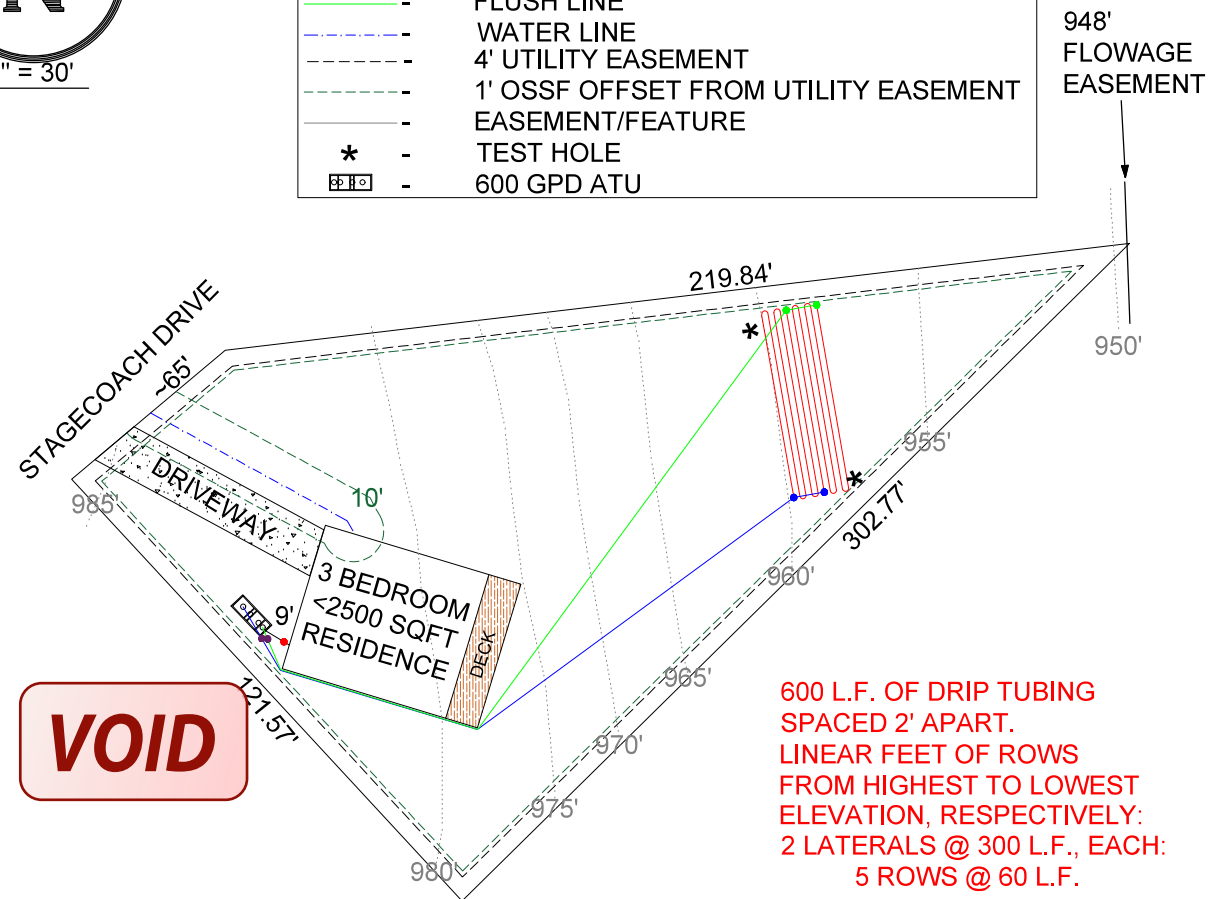 N
" = 30'
FLUSH LINE
- WATER LINE
- 4' UTILITY EASEMENT
- 1' OSSF OFFSET FROM UTILITY EASEMENT
- EASEMENT/FEATURE
* - TEST HOLE
- 600 GPD ATU
948'
FLOWAGE
EASEMENT
219.84'
STAGECOACH DRIVE
~65'
*
950'
955'
*
302.77'
DRIVEWAY
10'
985'
960'
3 BEDROOM
<2500 SQFT
RESIDENCE
DECK
9'
965'
121.57'
970'
975'
980'
VOID
600 L.F. OF DRIP TUBING
SPACED 2' APART.
LINEAR FEET OF ROWS
FROM HIGHEST TO LOWEST
ELEVATION, RESPECTIVELY:
2 LATERALS @ 300 L.F., EACH:
5 ROWS @ 60 L.F.